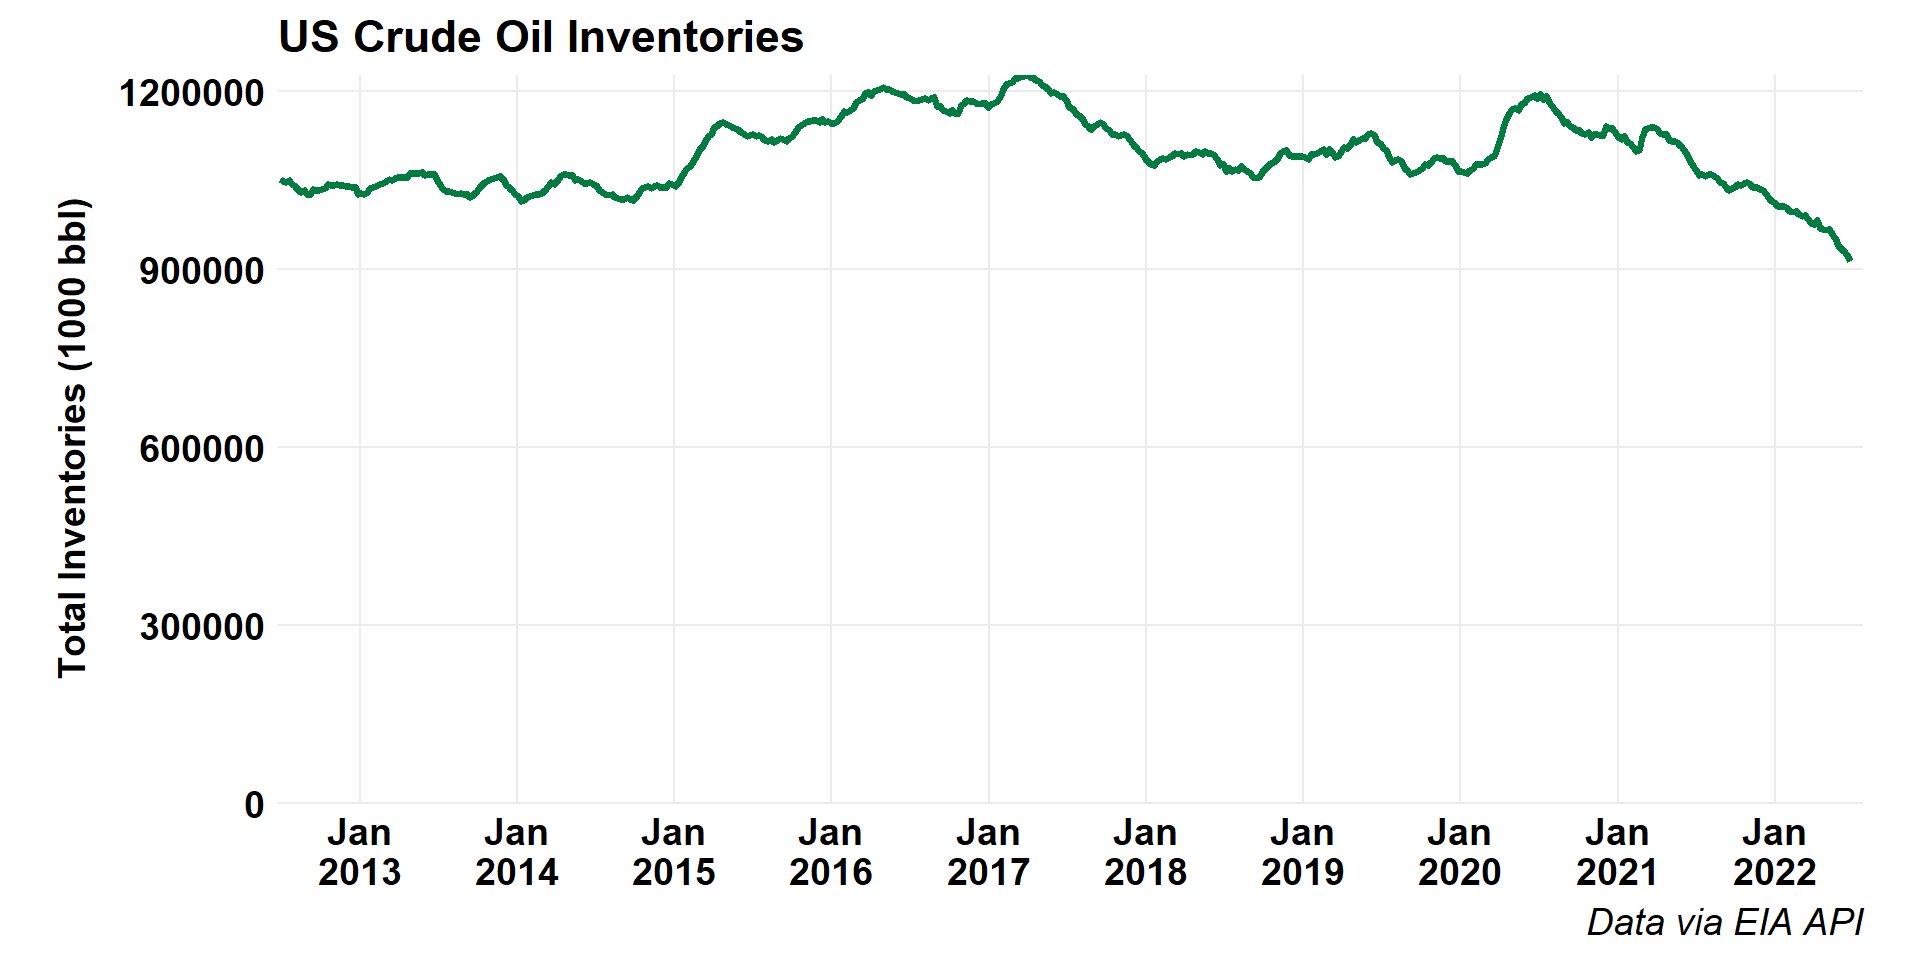 US Crude Oil Inventories
Total Inventories (1000 bbl)
1200000
900000
600000
300000
0
Jan Jan Jan Jan Jan Jan Jan Jan Jan Jan
2013 2014 2015 2016 2017 2018 2019 2020 2021 2022
Data via EIA API